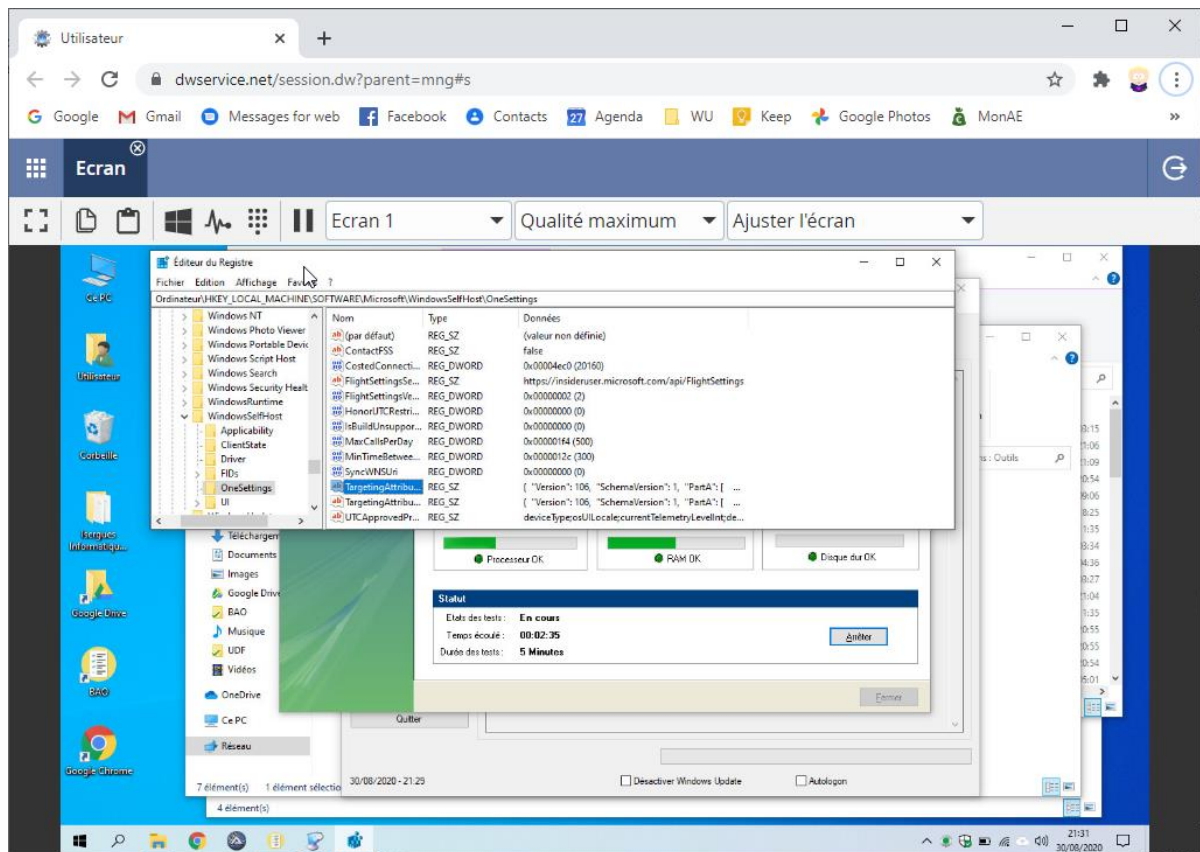 Utilisateur
dwservice.net/session.dw?parent=mng#s
Google Gmail Messages for web Facebook Contacts 27 Agenda WU Keep Google Photos MonAE »
Ecran
Ecran 1 Qualité maximum Ajuster l'écran
Ce PC
Utilisateur
Corbeille
Informatiqu...
Google Drive
BAO
Google Chrome
Éditeur du Registre
Fichier Edition Affichage ?
Ordinateur\HKEY_LOCAL_MACHINE\SOFTWARE\Microsoft\WindowsSelfHost\OneSettings
Windows NT
Windows Photo Viewer
Windows Portable Devic
Windows Script Host
Windows Search
Windows Security Healt
WindowsRuntime
WindowsSelfHost
Applicability
ClientState
Driver
FIDs
OneSettings
UI
Nom Type Données
(par défaut) REG_SZ (valeur non définie)
ContactFSS REG_SZ false
CostedConnecti... REG_DWORD 0x00004ec0 (20160)
FlightSettingsSe... REG_SZ https://insideruser.microsoft.com/api/FlightSettings
FlightSettingsVe... REG_DWORD 0x00000002 (2)
HonorUTCRestri... REG_DWORD 0x00000000 (0)
IsBuildUnsuppor... REG_DWORD 0x00000000 (0)
MaxCallsPerDay REG_DWORD 0x000001f4 (500)
MinTimeBetwee... REG_DWORD 0x0000012c (300)
SyncWNSUri REG_DWORD 0x00000000 (0)
TargetingAttribu... REG_SZ { "Version": 106, "SchemaVersion": 1, "PartA": [ ...
TargetingAttribu... REG_SZ { "Version": 106, "SchemaVersion": 1, "PartA": [ ...
UTCApprovedPr... REG_SZ deviceType;osUILocale;currentTelemetryLevelInt;de...
ns : Outils
Télécharger
Documents
Images
Google Drive
BAO
Musique
UDF
Vidéos
OneDrive
Ce PC
Réseau
7 élément(s) 1 élément sélectio
4 élément(s)
Processeur OK RAM OK Disque dur OK
Statut
Etats des tests : En cours
Temps écoulé : 00:02:35
Durée des tests : 5 Minutes
Arrêter
Fermer
Quitter
30/08/2020 - 21:29 Désactiver Windows Update Autologon
21:31
30/08/2020